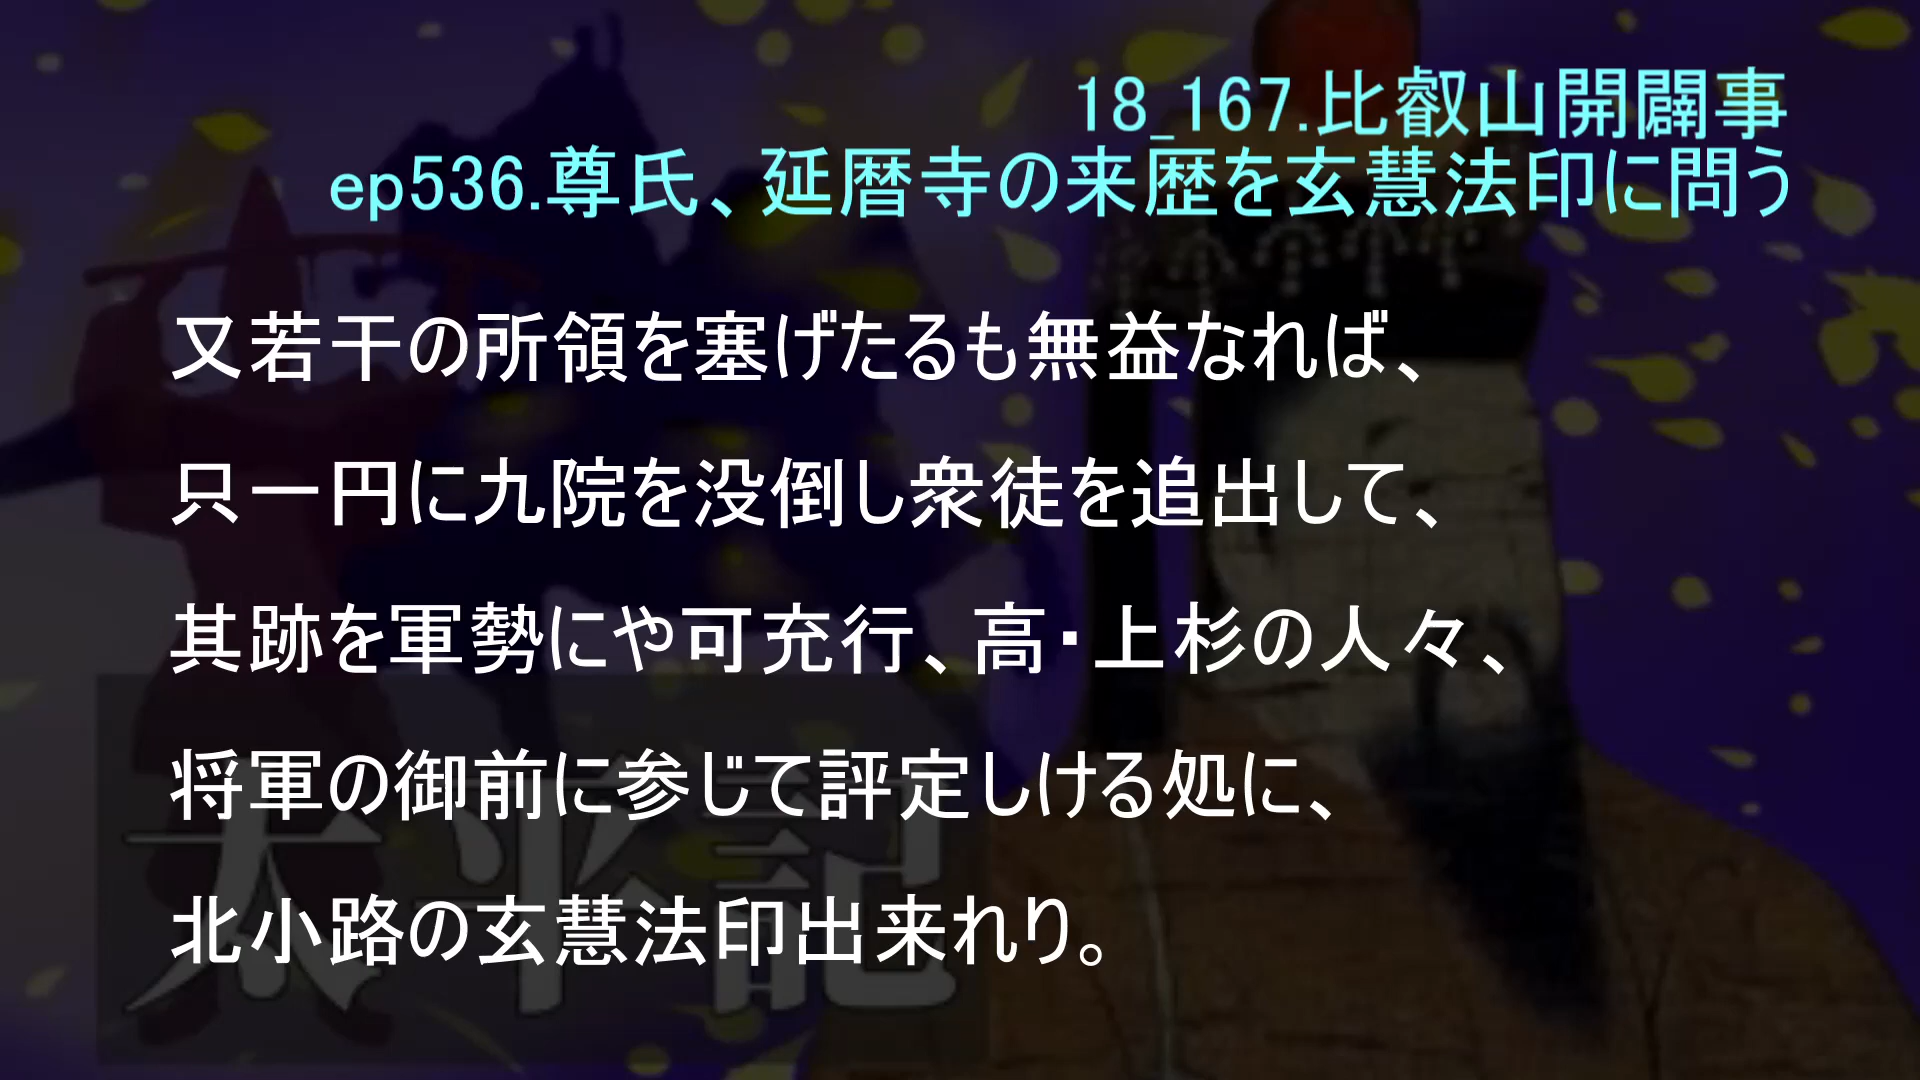 18_167.比叡山開闢事
ep536.尊氏、延暦寺の来歴を玄慧法印に問う
又若干の所領を塞げたるも無益なれば、
只一円に九院を没倒し衆徒を追出して、
其跡を軍勢にや可充行、高・上杉の人々、
将軍の御前に参じて評定しける処に、
北小路の玄慧法印出来れり。
太平記